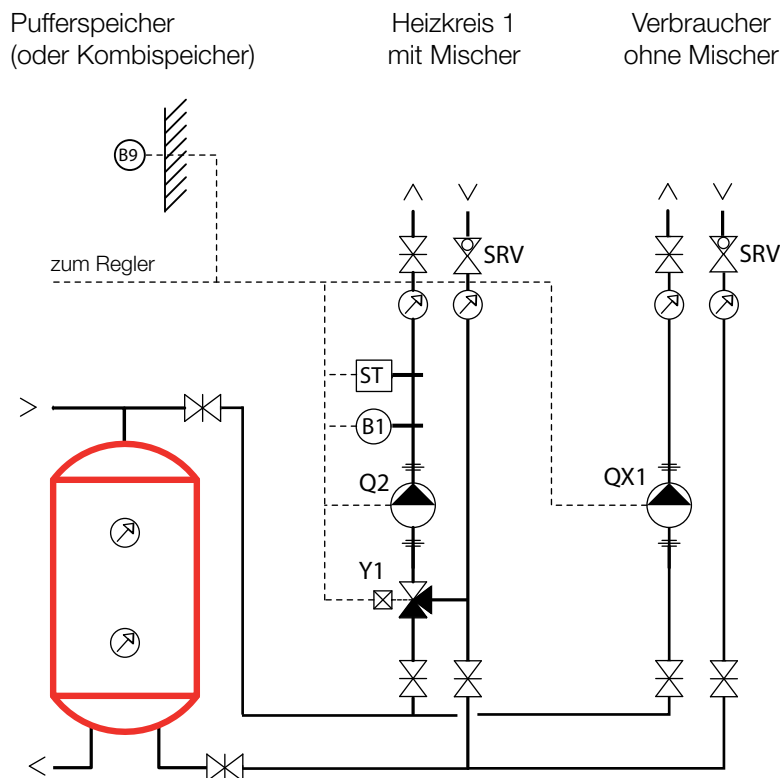 Pufferspeicher
(oder Kombispeicher)
Heizkreis 1
mit Mischer
Verbraucher
ohne Mischer
B9
zum Regler
SRV
SRV
ST
B1
Q2
QX1
Y1